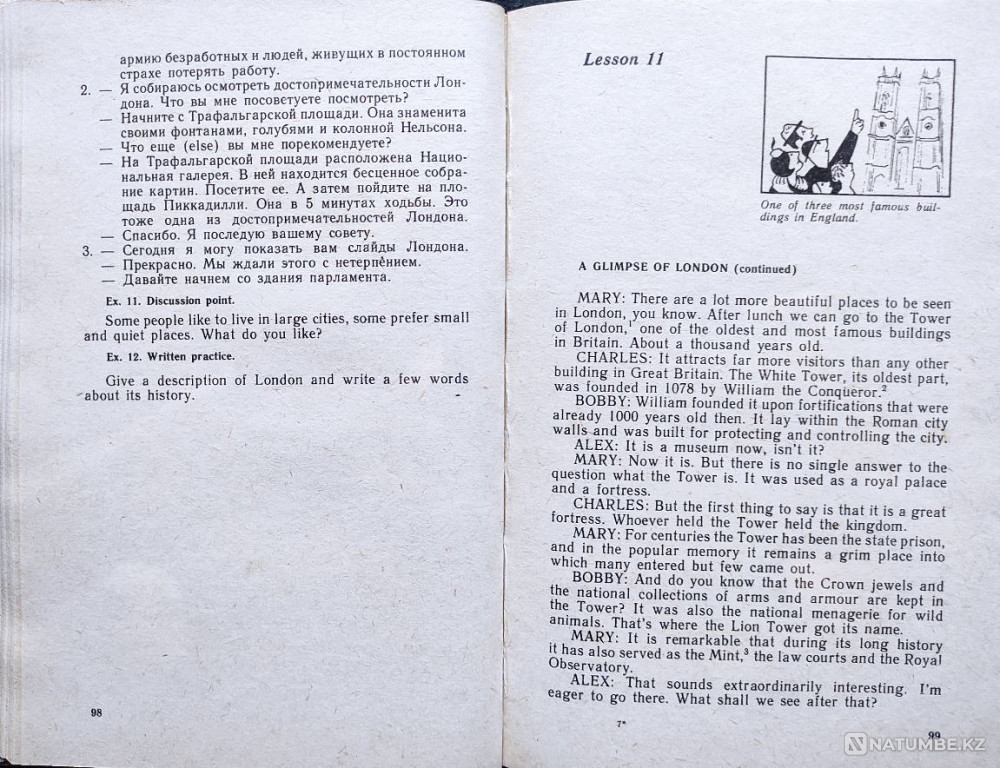 армию безработных и людей, живущих в постоянном
страхе потерять работу.
2. — Я собираюсь осмотреть достопримечательности Лон-
дона. Что вы мне посоветуете посмотреть?
— Начните с Трафальгарской площади. Она знаменита
своими фонтанами, голубями и колонной Нельсона.
— Что еще (else) вы мне порекомендуете?
— На Трафальгарской площади расположена Нацио-
нальная галерея. В ней находится бесценное собра-
ние картин. Посетите ее. А затем пойдите на пло-
щадь Пиккадилли. Она в 5 минутах ходьбы. Это
тоже одна из достопримечательностей Лондона.
— Спасибо. Я последую вашему совету.
3. — Сегодня я могу показать вам слайды Лондона.
— Прекрасно. Мы ждали этого с нетерпением.
— Давайте начнем со здания парламента.
Ex. 11. Discussion point.
Some people like to live in large cities, some prefer small
and quiet places. What do you like?
Ex. 12. Written practice.
Give a description of London and write a few words
about its history.
98
Lesson 11
One of three most famous buil-
dings in England.
A GLIMPSE OF LONDON (continued)
MARY: There are a lot more beautiful places to be seen
in London, you know. After lunch we can go to the Tower
of London,¹ one of the oldest and most famous buildings
in Britain. About a thousand years old.
CHARLES: It attracts far more visitors than any other
building in Great Britain. The White Tower, its oldest part,
was founded in 1078 by William the Conqueror.²
BOBBY: William founded it upon fortifications that were
already 1000 years old then. It lay within the Roman city
walls and was built for protecting and controlling the city.
ALEX: It is a museum now, isn't it?
MARY: Now it is. But there is no single answer to the
question what the Tower is. It was used as a royal palace
and a fortress.
CHARLES: But the first thing to say is that it is a great
fortress. Whoever held the Tower held the kingdom.
MARY: For centuries the Tower has been the state prison,
and in the popular memory it remains a grim place into
which many entered but few came out.
BOBBY: And do you know that the Crown jewels and
the national collections of arms and armour are kept in
the Tower? It was also the national menagerie for wild
animals. That's where the Lion Tower got its name.
MARY: It is remarkable that during its long history
it has also served as the Mint,³ the law courts and the Royal
Observatory.
ALEX: That sounds extraordinarily interesting. I'm
eager to go there. What shall we see after that?
7*
99
NATUMBE.KZ